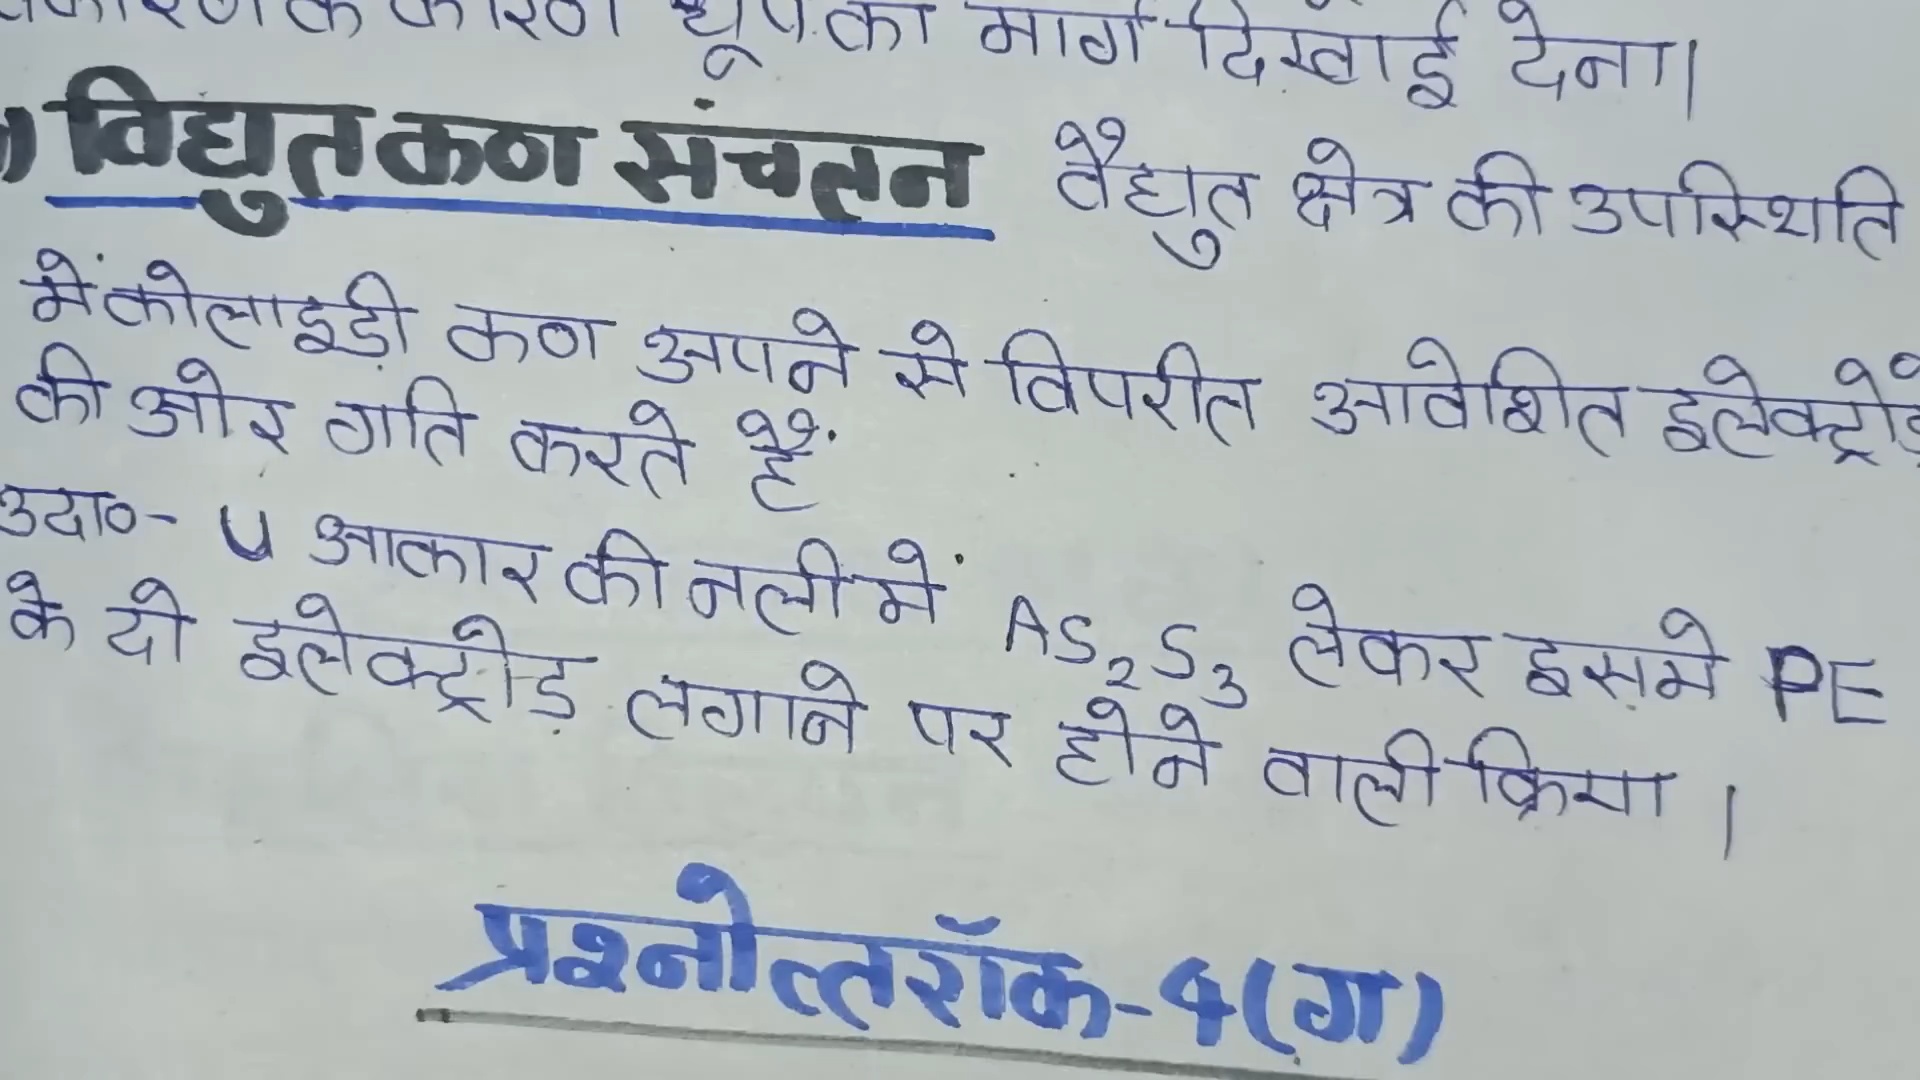 के कारण धूप का मार्ग दिखाई देना।
विद्युत कण संचलन वैद्युत क्षेत्र की उपस्थिति
में कोलाइडी कण अपने से विपरीत आवेशित इलेक्ट्रोड
की ओर गति करते हैं
उदा०- U आकार की नली में AS₂S₃ लेकर इसमे PE
के दो इलेक्ट्रोड लगाने पर होने वाली क्रिया ।
प्रश्नोत्तरॉक-4(ग)